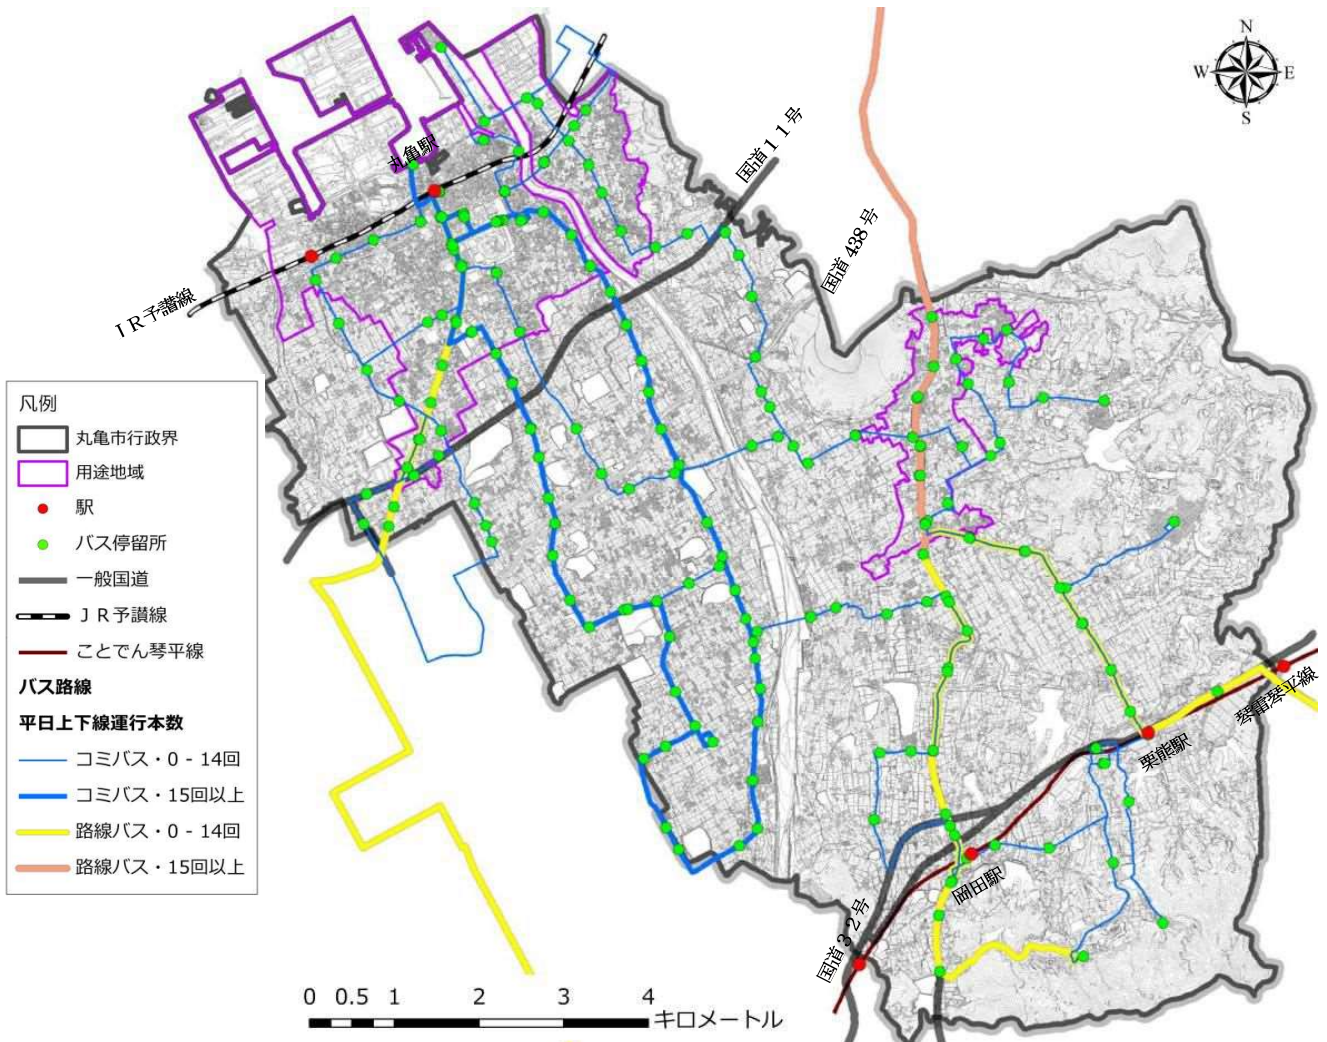 N
W
E
S
国道11号
丸亀駅
国道438号
JR予讃線
凡例
丸亀市行政界
用途地域
駅
バス停留所
一般国道
JR予讃線
ことでん琴平線
バス路線
平日上下線運行本数
コミバス・0 - 14回
コミバス・15回以上
路線バス・0 - 14回
路線バス・15回以上
琴電琴平線
栗熊駅
岡田駅
国道32号
0 0.5 1 2 3 4
キロメートル